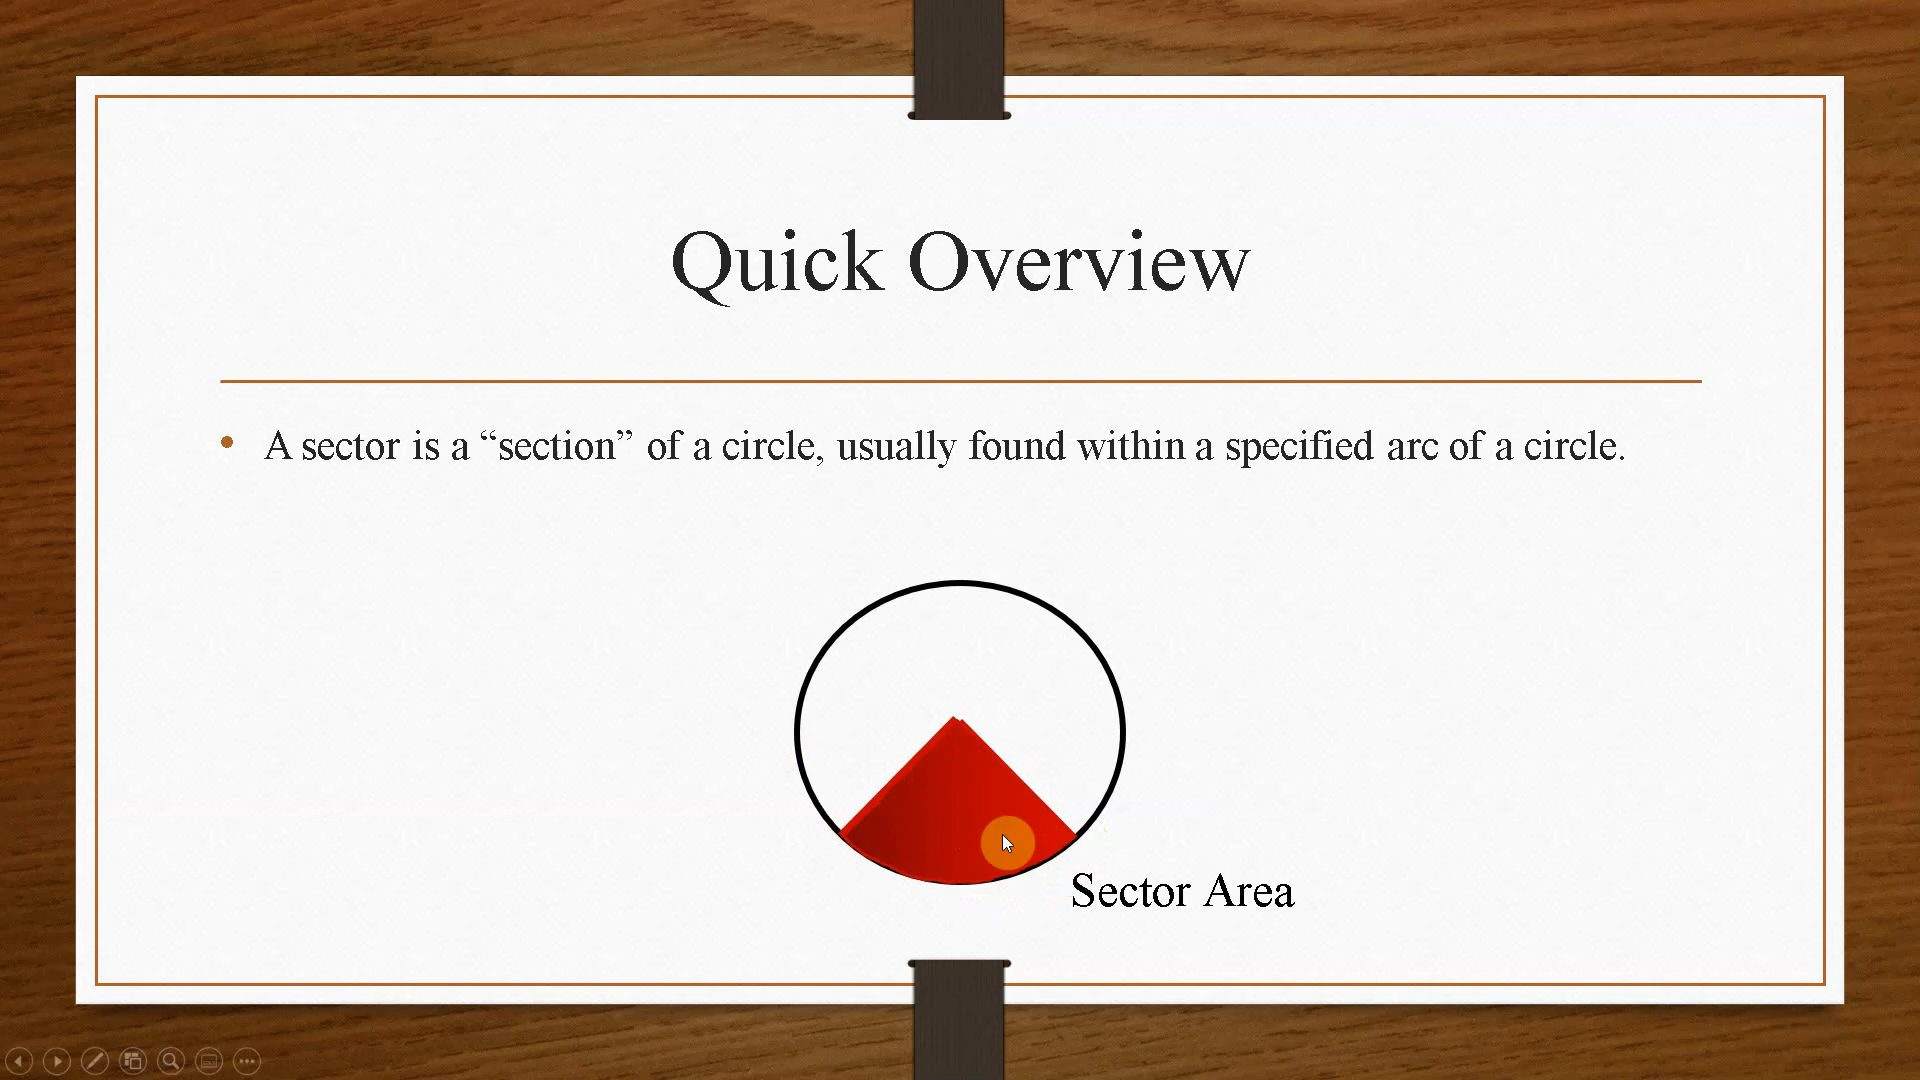 Quick Overview
• A sector is a “section” of a circle, usually found within a specified arc of a circle.
Sector Area